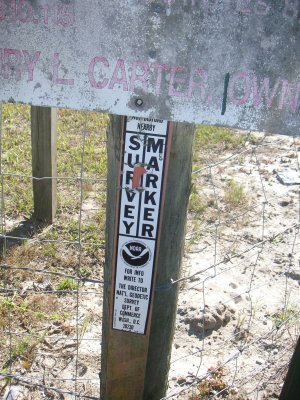 RY L. CARTER, OWN
NEARBY
SURVEY
MARKER
NOAA
FOR INFO
WRITE TO
THE DIRECTOR
NAT'L GEODETIC
SURVEY
DEPT. OF
COMMERCE
WASH., D.C.
20230